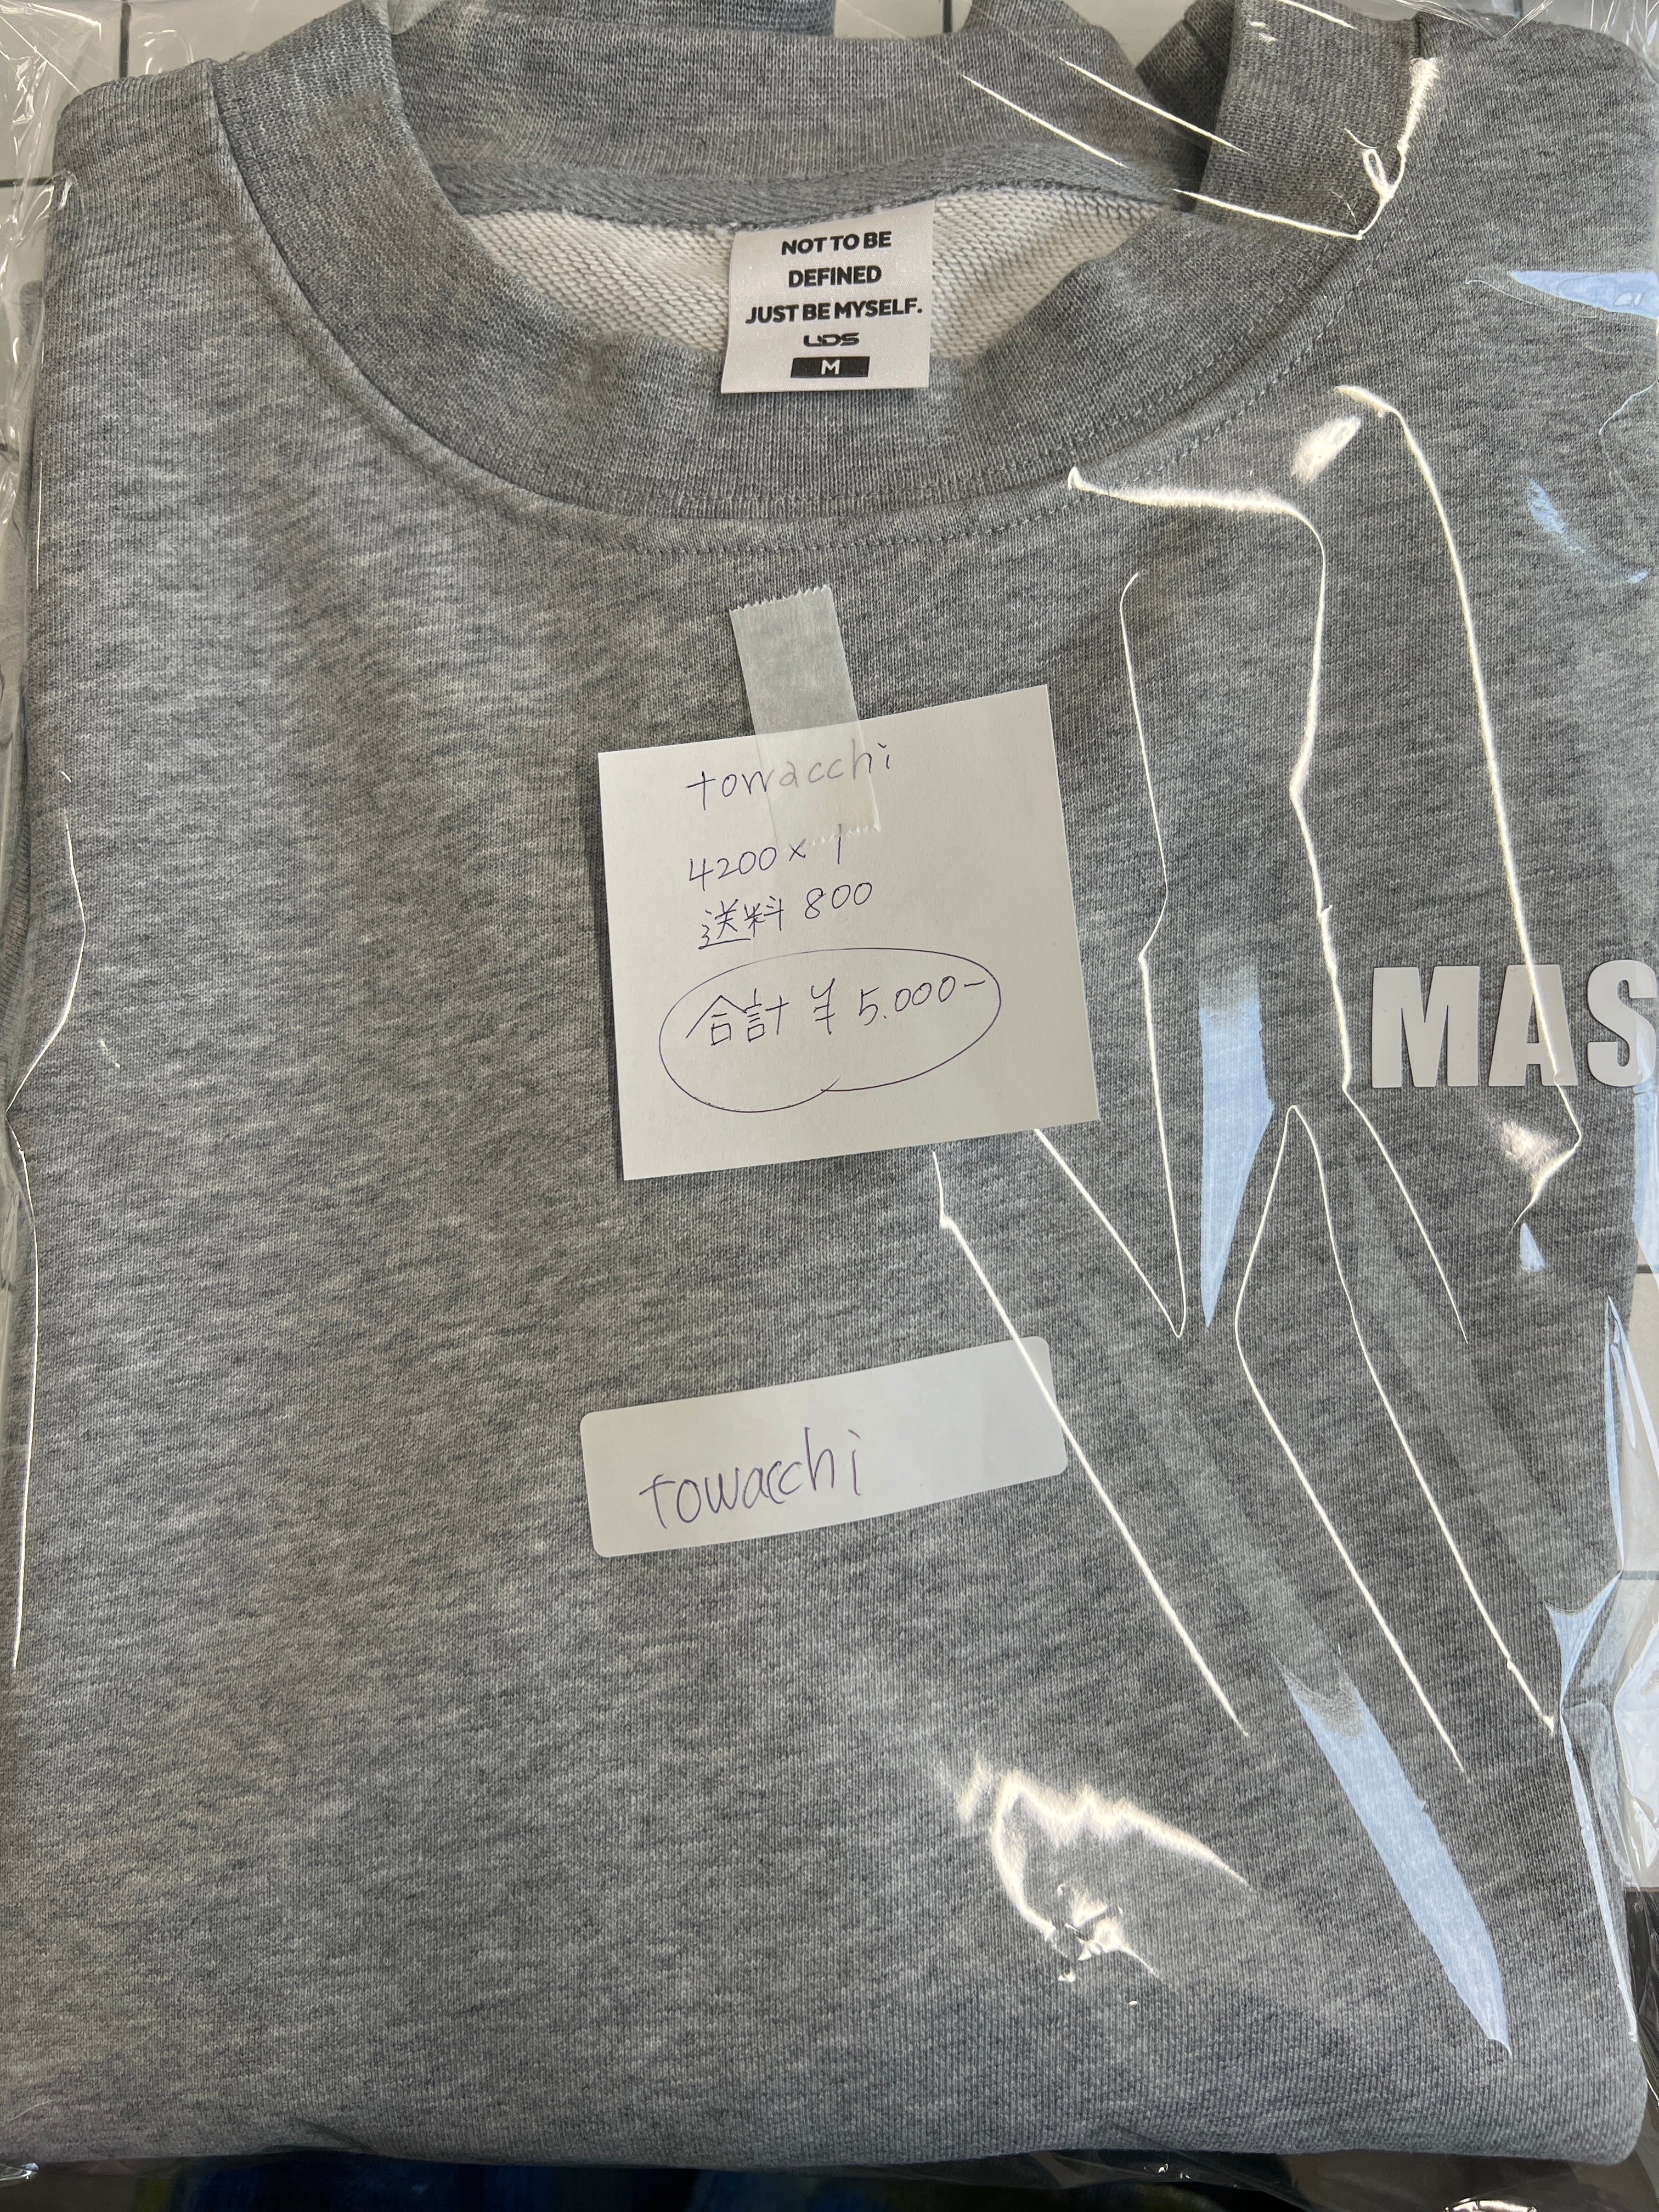 NOT TO BE
DEFINED
JUST BE MYSELF.
UDS
M
towacchi
4200×1
送料 800
合計 ¥ 5.000-
MAS
towacchi